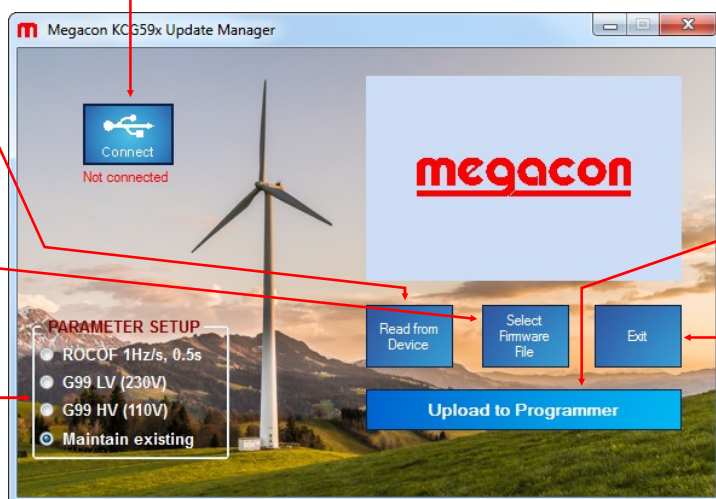 Megacon KCG59x Update Manager
Connect
Not connected
megacon
PARAMETER SETUP
ROCOF 1Hz/s, 0.5s
G99 LV (230V)
G99 HV (110V)
Maintain existing
Read from
Device
Select
Firmware
File
Exit
Upload to Programmer